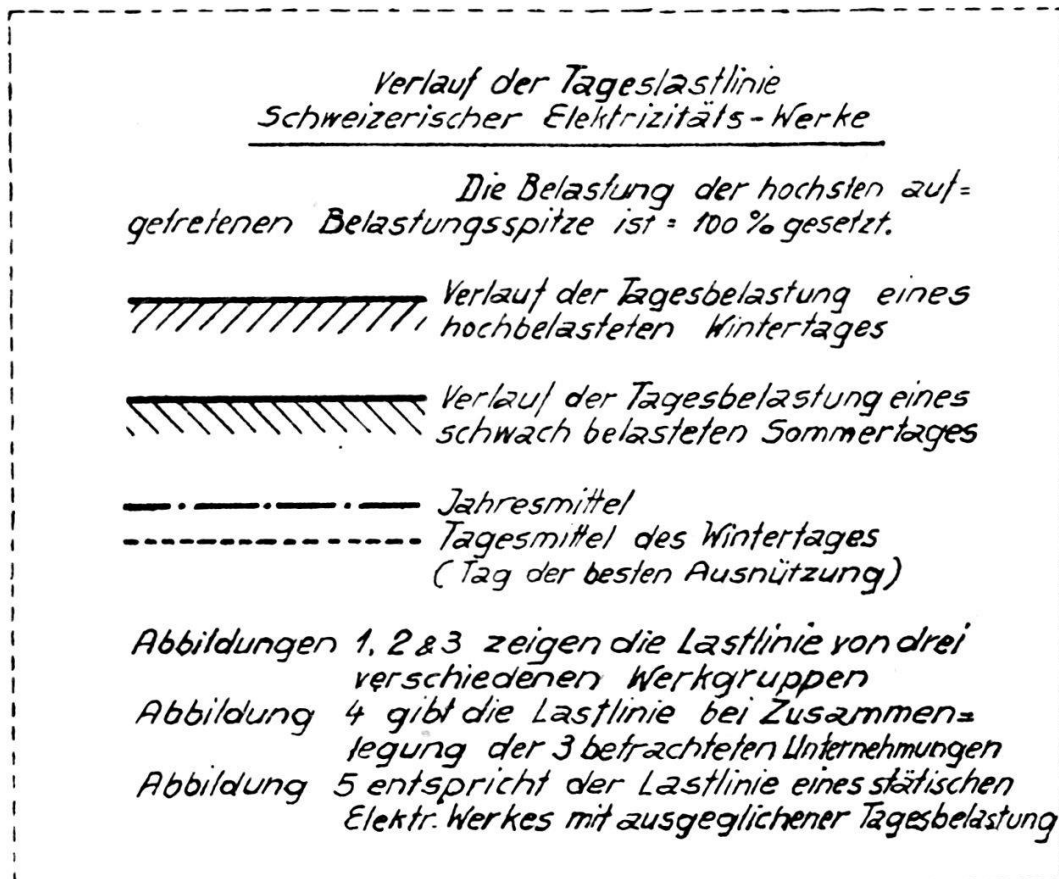 Verlauf der Tageslastlinie
Schweizerischer Elektrizitäts-Werke
Die Belastung der hochsten auf=
getretenen Belastungsspitze ist = 100 % gesetzt.
Verlauf der Tagesbelastung eines
hochbelasteten Wintertages
Verlauf der Tagesbelastung eines
schwach belasteten Sommertages
Jahresmittel
Tagesmittel des Wintertages
(Tag der besten Ausnützung)
Abbildungen 1, 2 & 3 zeigen die Lastlinie von drei
verschiedenen Werkgruppen
Abbildung 4 gibt die Lastlinie bei Zusammen=
legung der 3 betrachteten Unternehmungen
Abbildung 5 entspricht der Lastlinie eines stätischen
Elektr. Werkes mit ausgeglichener Tagesbelastung